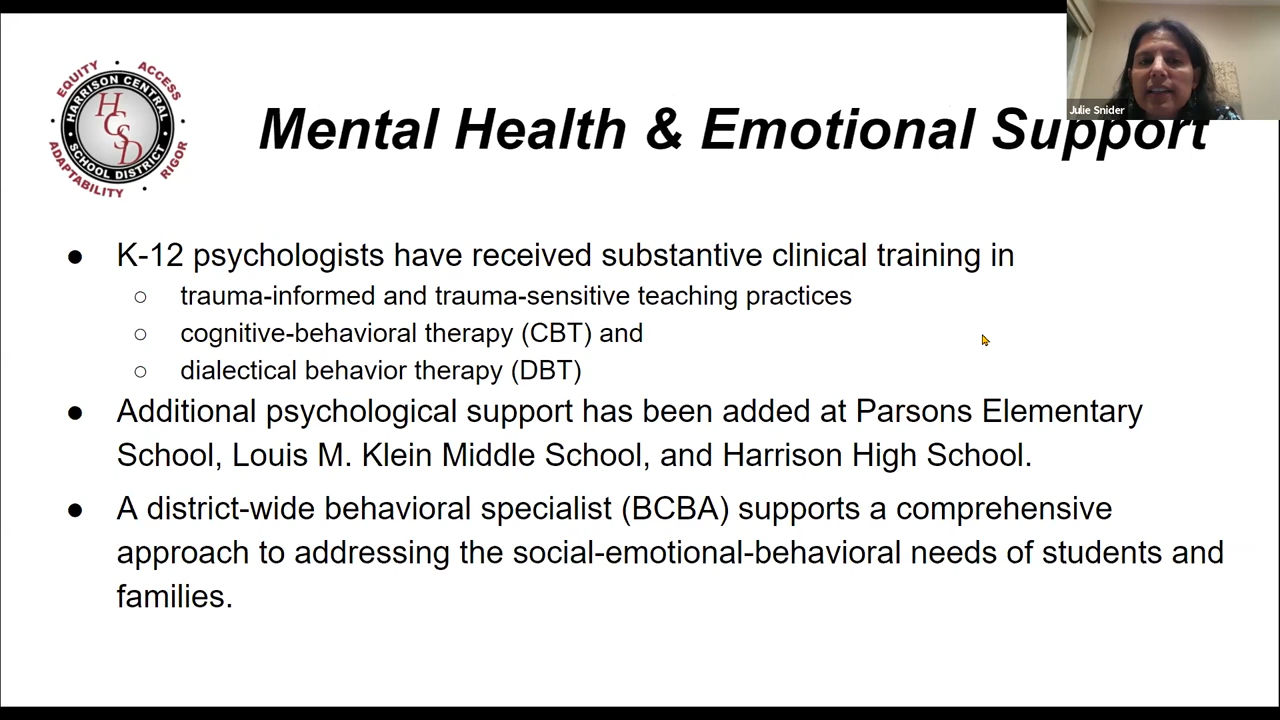 EQUITY
ACCESS
HARRISON CENTRAL
HCSD
SCHOOL DISTRICT
ADAPTABILITY
RIGOR
Julie Snider
Mental Health & Emotional Support
● K-12 psychologists have received substantive clinical training in
○ trauma-informed and trauma-sensitive teaching practices
○ cognitive-behavioral therapy (CBT) and
○ dialectical behavior therapy (DBT)
● Additional psychological support has been added at Parsons Elementary
School, Louis M. Klein Middle School, and Harrison High School.
● A district-wide behavioral specialist (BCBA) supports a comprehensive
approach to addressing the social-emotional-behavioral needs of students and
families.